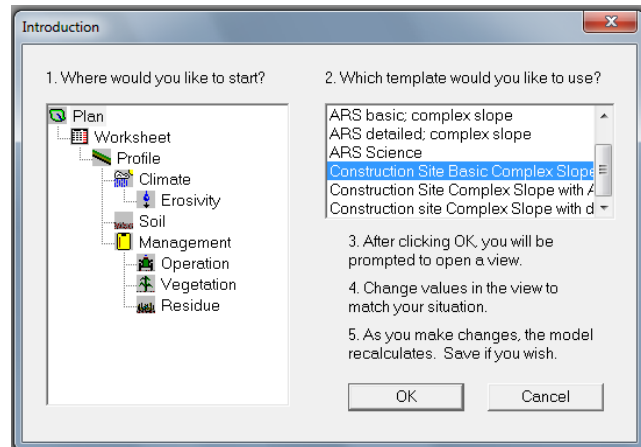 Introduction
1. Where would you like to start?
Plan
Worksheet
Profile
Climate
Erosivity
Soil
Management
Operation
Vegetation
Residue
2. Which template would you like to use?
ARS basic; complex slope
ARS detailed; complex slope
ARS Science
Construction Site Basic Complex Slope
Construction Site Complex Slope with
Construction site Complex Slope with
3. After clicking OK, you will be
prompted to open a view.
4. Change values in the view to
match your situation.
5. As you make changes, the model
recalculates. Save if you wish.
OK
Cancel